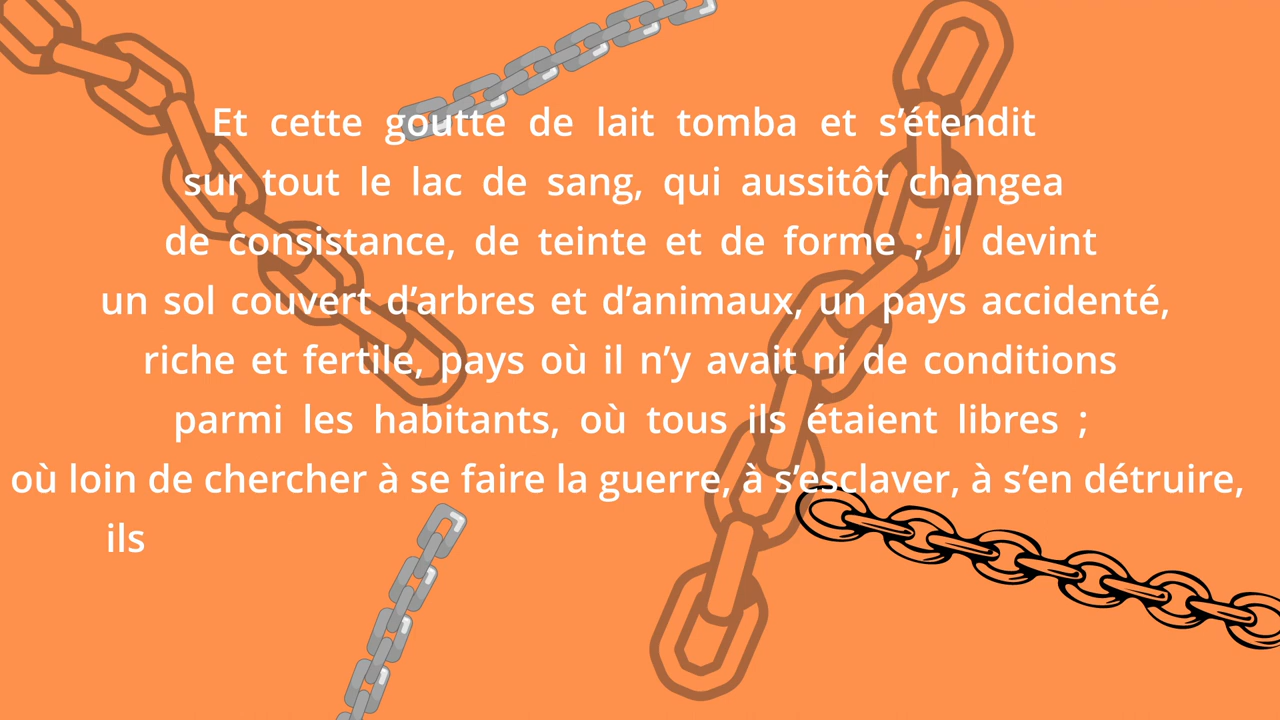 Et cette goutte de lait tomba et s’étendit
sur tout le lac de sang, qui aussitôt changea
de consistance, de teinte et de forme ; il devint
un sol couvert d’arbres et d’animaux, un pays accidenté,
riche et fertile, pays où il n’y avait ni de conditions
parmi les habitants, où tous ils étaient libres ;
où loin de chercher à se faire la guerre, à s’esclaver, à s’en détruire,
ils